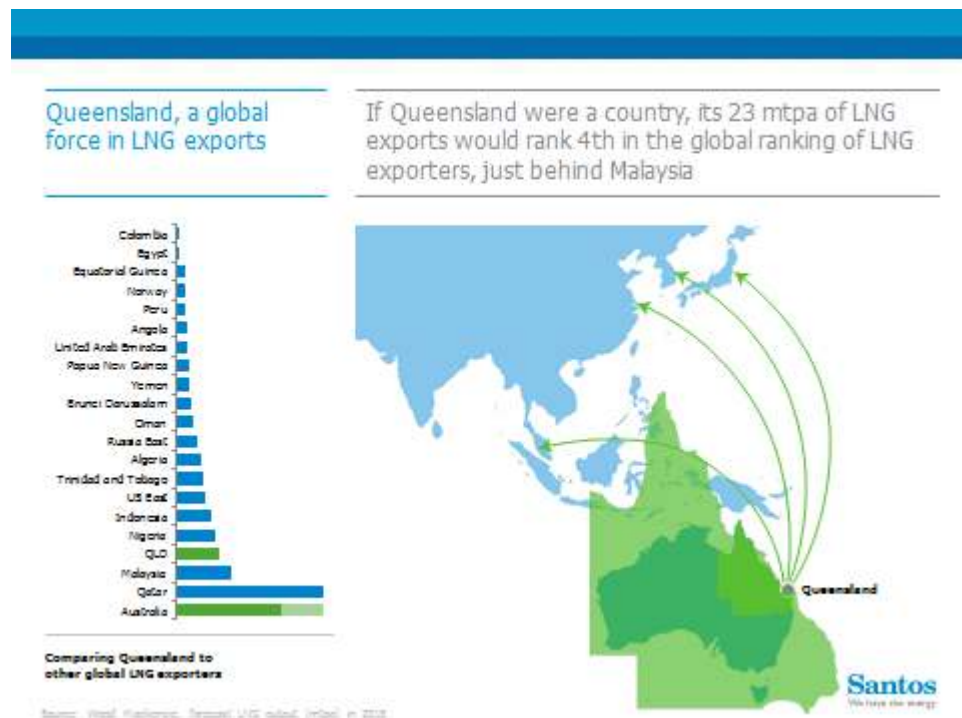 Queensland, a global
force in LNG exports
If Queensland were a country, its 23 mtpa of LNG
exports would rank 4th in the global ranking of LNG
exporters, just behind Malaysia
Colombia
Egypt
Equatorial Guinea
Norway
Peru
Angola
United Arab Emirates
Papua New Guinea
Yemen
Brunei Darussalam
Oman
Russia East
Algeria
Trinidad and Tobago
US East
Indonesia
Nigeria
QLD
Malaysia
Qatar
Australia
Queensland
Comparing Queensland to
other global LNG exporters
Santos
We have the energy